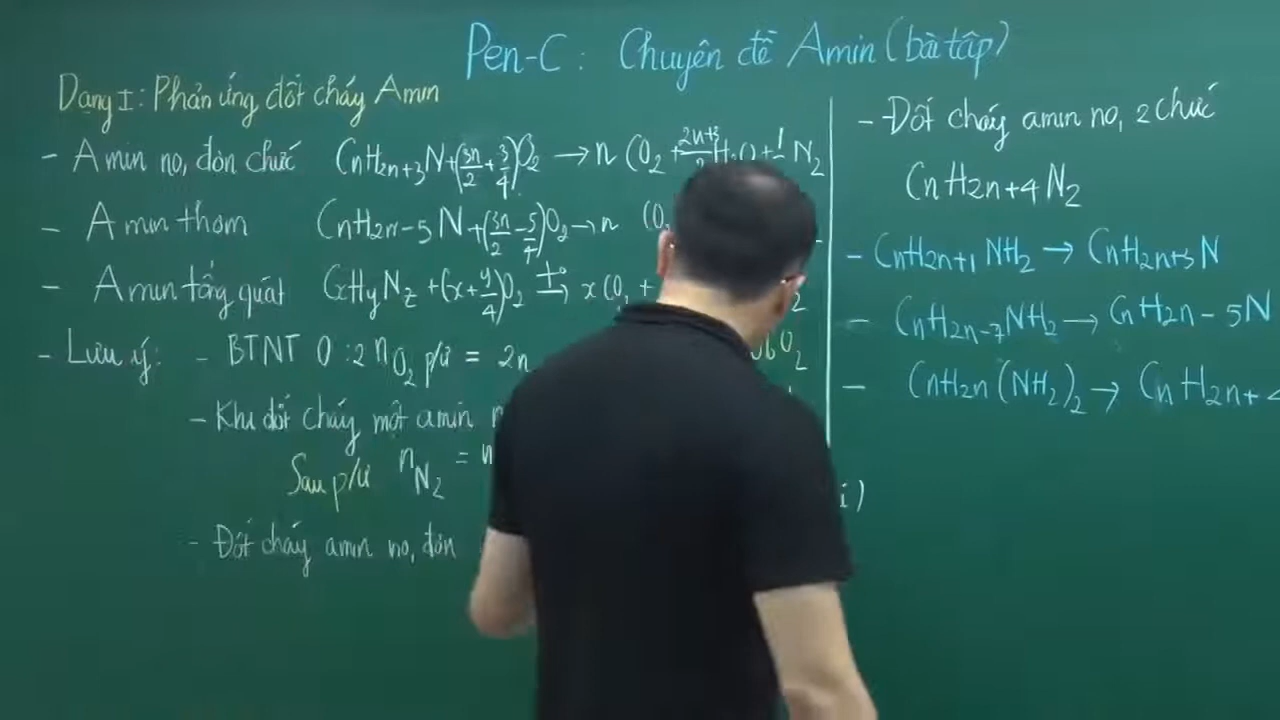 Pen-C: Chuyên đề Amin (bài tập)
Dạng I: Phản ứng đốt cháy Amin
- Amin no, đơn chức CnH2n+3N + (3n/2 + 3/4)O2 → n CO2 + 2n+3/2 H2O + 1/2 N2
- Amin thơm CnH2n-5N + (3n/2 - 5/4)O2 → n CO2
- Amin tổng quát CxHyNz + (x + y/4)O2 t° → x CO2 +
- Lưu ý: - BTNT O: 2nO2 p/ư = 2n
- Khi đốt cháy một amin
Sau p/ư nN2 = n
- Đốt cháy amin no, đơn
- Đốt cháy amin no, 2 chức
CnH2n+4N2
- CnH2n+1NH2 → CnH2n+3N
- CnH2n-7NH2 → CnH2n-5N
- CnH2n(NH2)2 → CnH2n+4